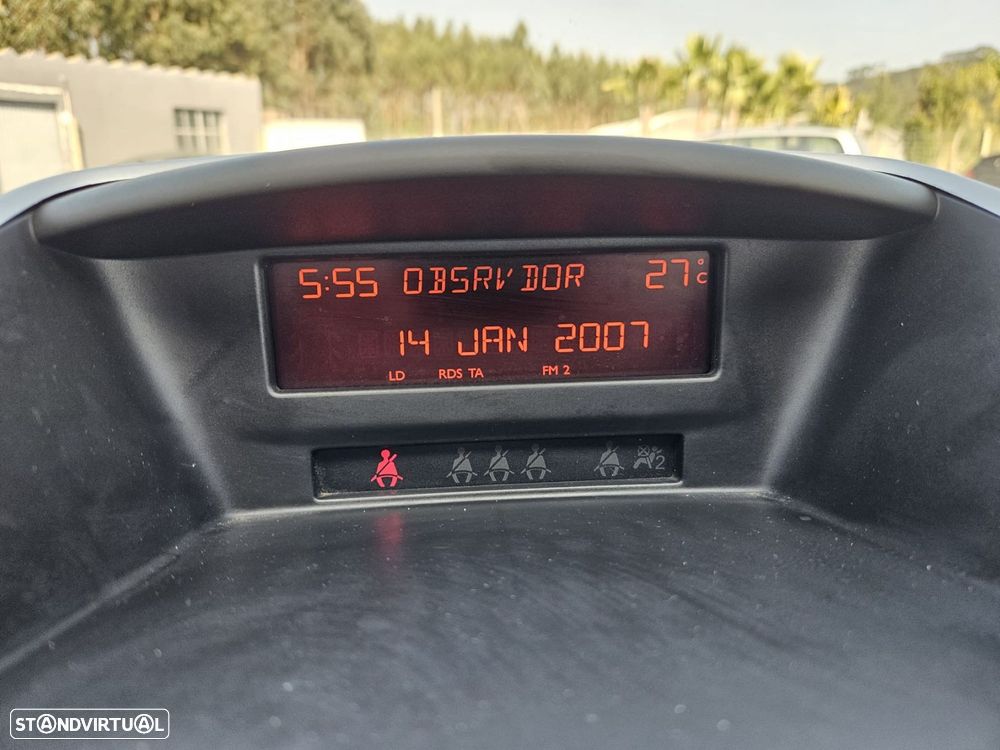 5:55 OBSRVDOR 27°C
14 JAN 2007
LD RDS TA FM 2
2
STANDVIRTUAL